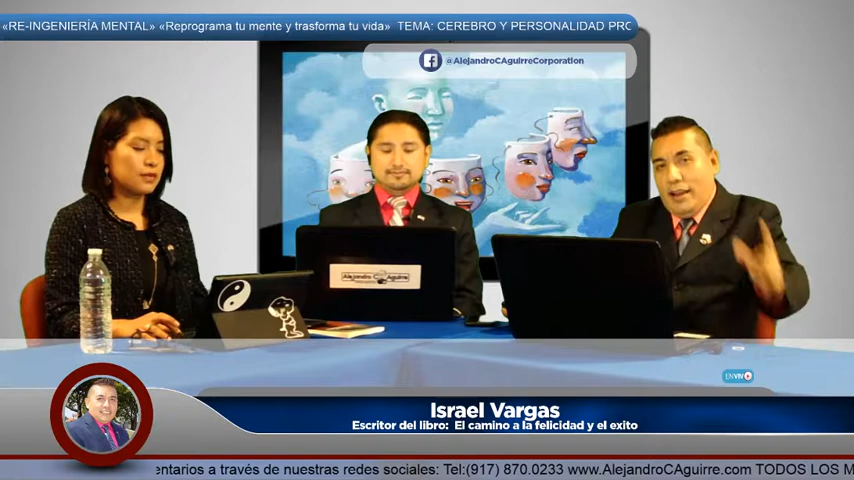 «RE-INGENIERÍA MENTAL» «Reprograma tu mente y trasforma tu vida» TEMA: CEREBRO Y PERSONALIDAD PRO
@AlejandroCAguirreCorporation
Alejandro C Aguirre
EN VIVO
Israel Vargas
Escritor del libro: El camino a la felicidad y el exito
entarios a través de nuestras redes sociales: Tel:(917) 870.0233 www.AlejandroCAguirre.com TODOS LOS M